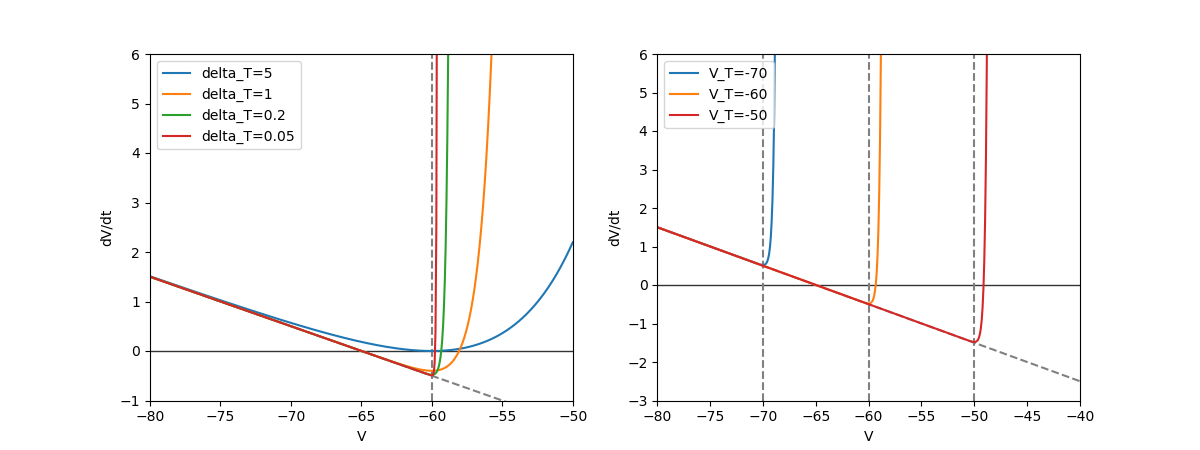 6
5
4
3
2
1
0
−1
dV/dt
delta_T=5
delta_T=1
delta_T=0.2
delta_T=0.05
−80 −75 −70 −65 −60 −55 −50
V
6
5
4
3
2
1
0
−1
−2
−3
dV/dt
V_T=-70
V_T=-60
V_T=-50
−80 −75 −70 −65 −60 −55 −50 −45 −40
V